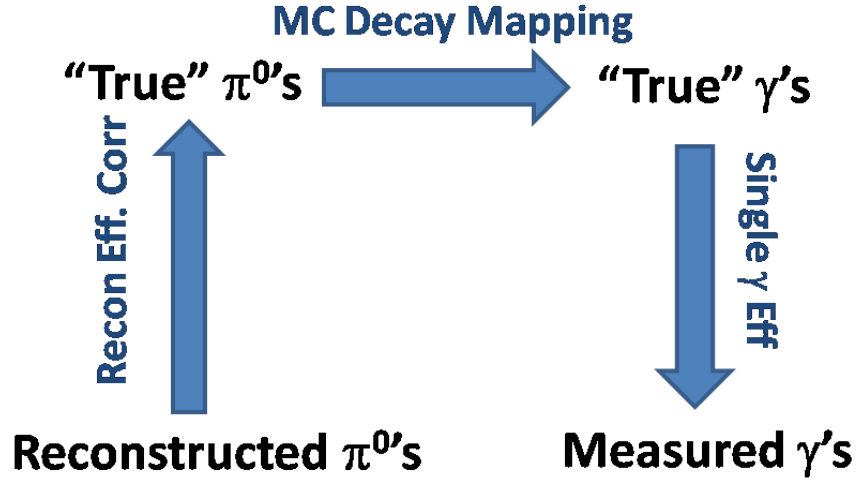 MC Decay Mapping
“True” π⁰’s
“True” γ’s
Recon Eff. Corr
Single γ Eff
Reconstructed π⁰’s
Measured γ’s